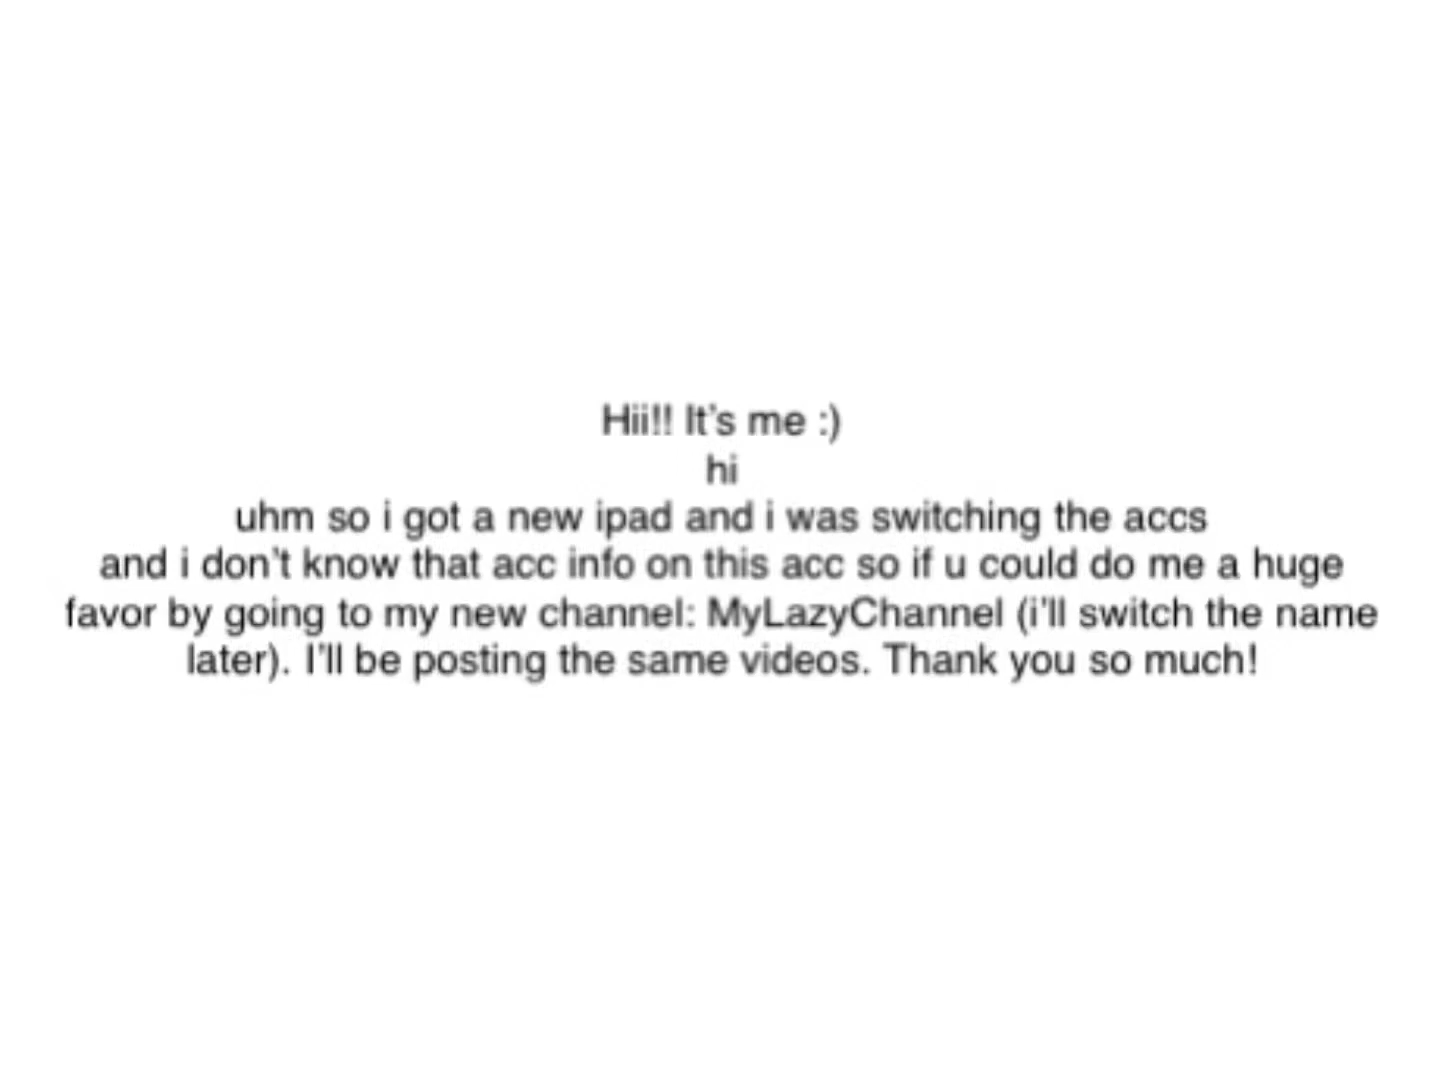 Hii!! It's me :)
hi
uhm so i got a new ipad and i was switching the accs
and i don't know that acc info on this acc so if u could do me a huge
favor by going to my new channel: MyLazyChannel (i'll switch the name
later). I'll be posting the same videos. Thank you so much!